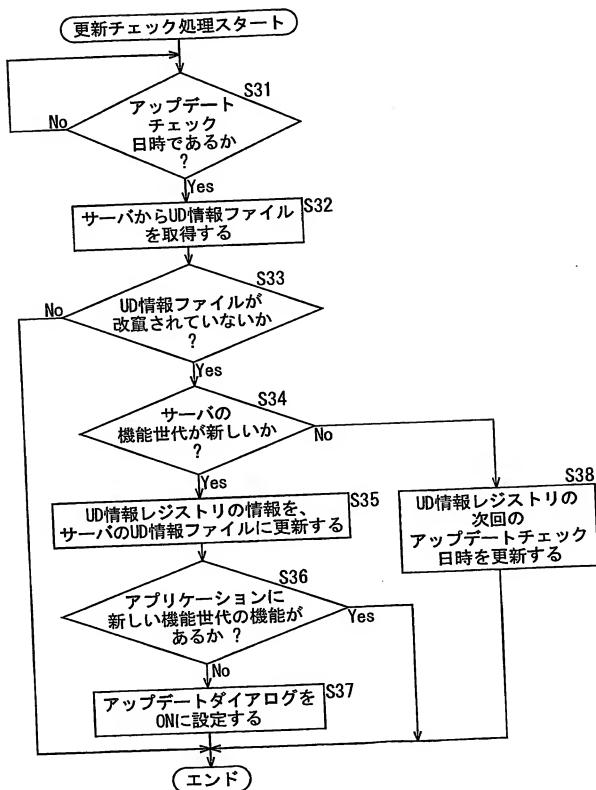 更新チェック処理スタート
S31
アップデート
チェック
日時であるか
?
No
Yes
S32
サーバからUD情報ファイル
を取得する
S33
UD情報ファイルが
改竄されていないか
?
No
Yes
S34
サーバの
機能世代が新しいか
?
No
Yes
S35
UD情報レジストリの情報を、
サーバのUD情報ファイルに更新する
S38
UD情報レジストリの
次回の
アップデートチェック
日時を更新する
S36
アプリケーションに
新しい機能世代の機能が
あるか ?
Yes
No
S37
アップデートダイアログを
ONに設定する
エンド